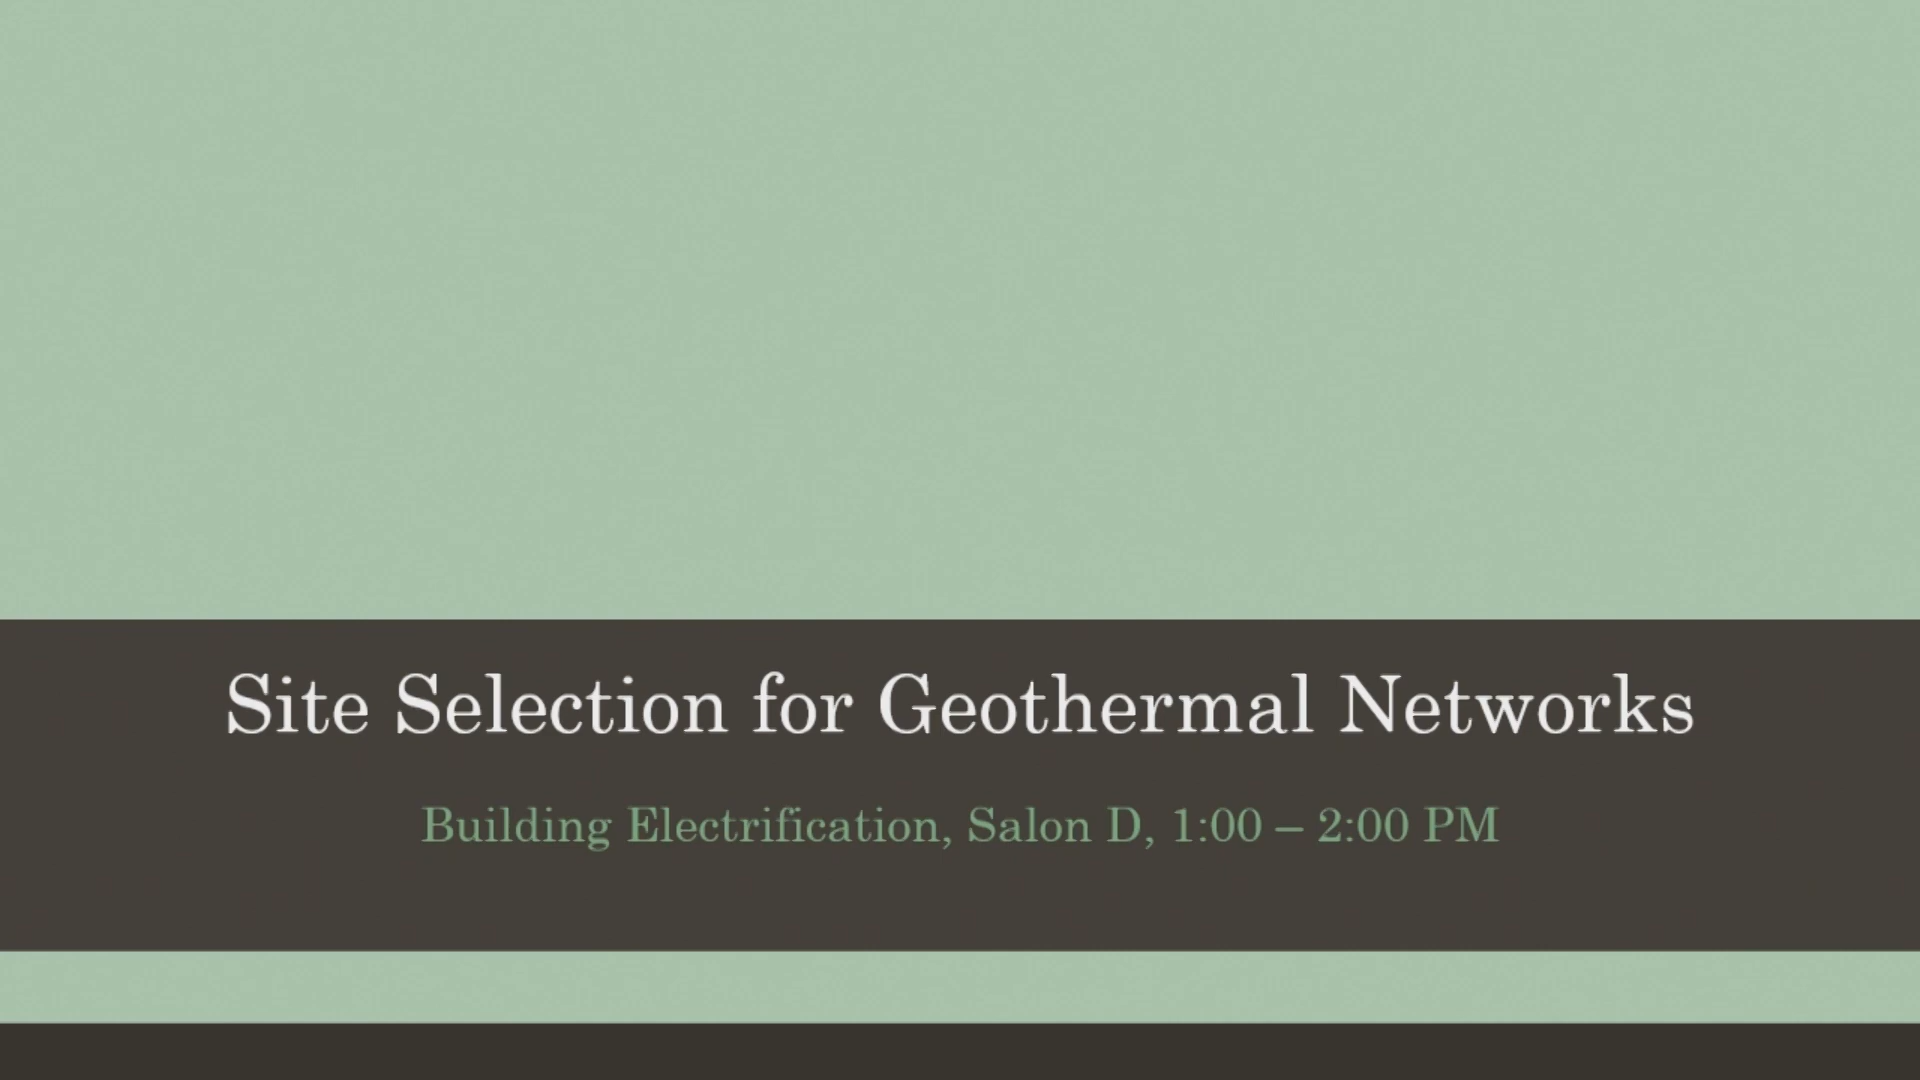 Site Selection for Geothermal Networks
Building Electrification, Salon D, 1:00 – 2:00 PM